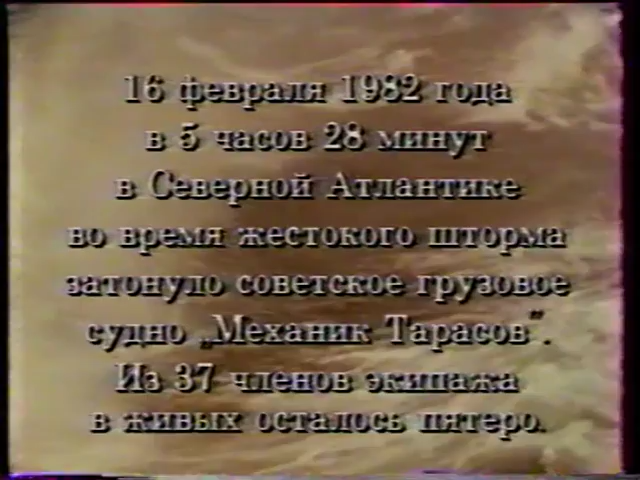 16 февраля 1982 года
в 5 часов 28 минут
в Северной Атлантике
во время жестокого шторма
затонуло советское грузовое
судно „Механик Тарасов”.
Из 37 членов экипажа
в живых осталось пятеро.